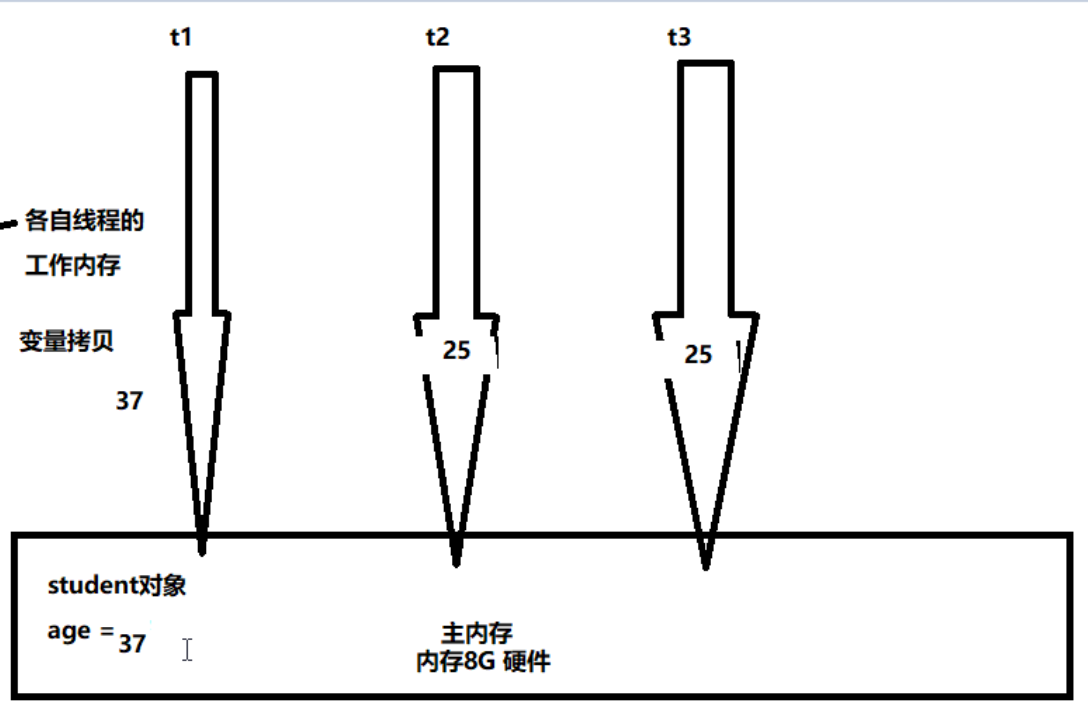 t1
t2
t3
各自线程的
工作内存
变量拷贝
37
25
25
student对象
age = 37
主内存
内存8G 硬件